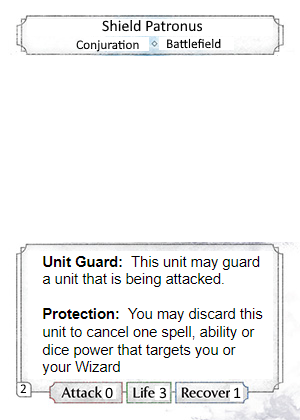 Shield Patronus
Conjuration ◇ Battlefield
Unit Guard: This unit may guard
a unit that is being attacked.
Protection: You may discard this
unit to cancel one spell, ability or
dice power that targets you or
your Wizard
2
Attack 0 Life 3 Recover 1